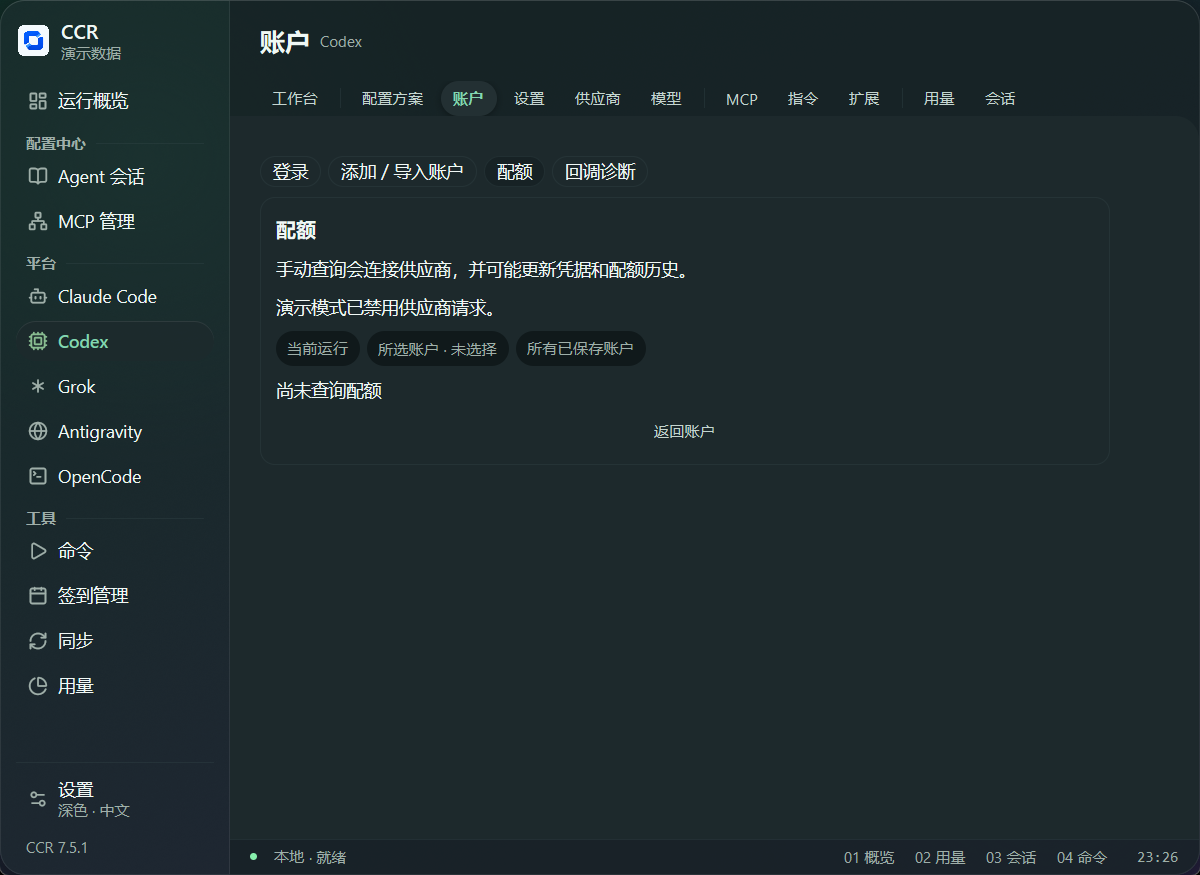 CCR
演示数据
运行概览
配置中心
Agent 会话
MCP 管理
平台
Claude Code
Codex
Grok
Antigravity
OpenCode
工具
命令
签到管理
同步
用量
设置
深色 · 中文
CCR 7.5.1
账户 Codex
工作台 配置方案 账户 设置 供应商 模型 MCP 指令 扩展 用量 会话
登录 添加 / 导入账户 配额 回调诊断
配额
手动查询会连接供应商，并可能更新凭据和配额历史。
演示模式已禁用供应商请求。
当前运行 所选账户 · 未选择 所有已保存账户
尚未查询配额
返回账户
本地 · 就绪 01 概览 02 用量 03 会话 04 命令 23:26